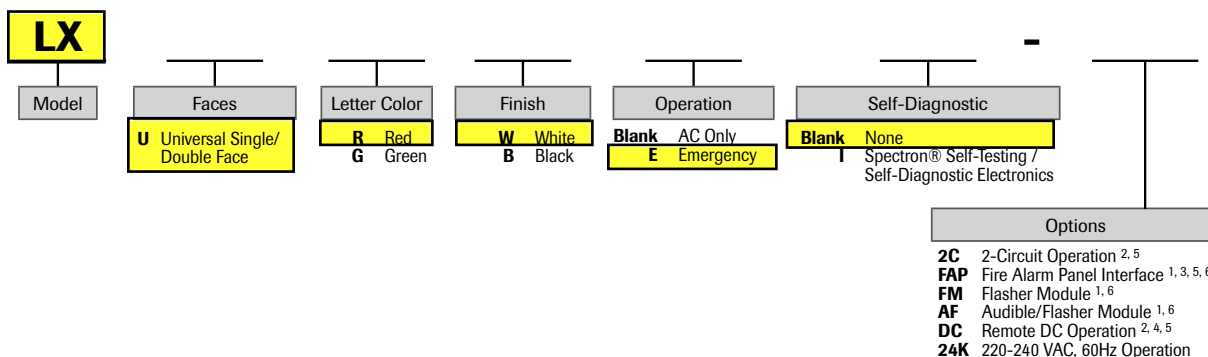 LX
-
Model Faces Letter Color Finish Operation Self-Diagnostic
U Universal Single/
Double Face
R Red
G Green
W White
B Black
Blank AC Only
E Emergency
Blank None
I Spectron® Self-Testing /
Self-Diagnostic Electronics
Options
2C 2-Circuit Operation 2, 5
FAP Fire Alarm Panel Interface 1, 3, 5, 6
FM Flasher Module 1, 6
AF Audible/Flasher Module 1, 6
DC Remote DC Operation 2, 4, 5
24K 220-240 VAC, 60Hz Operation